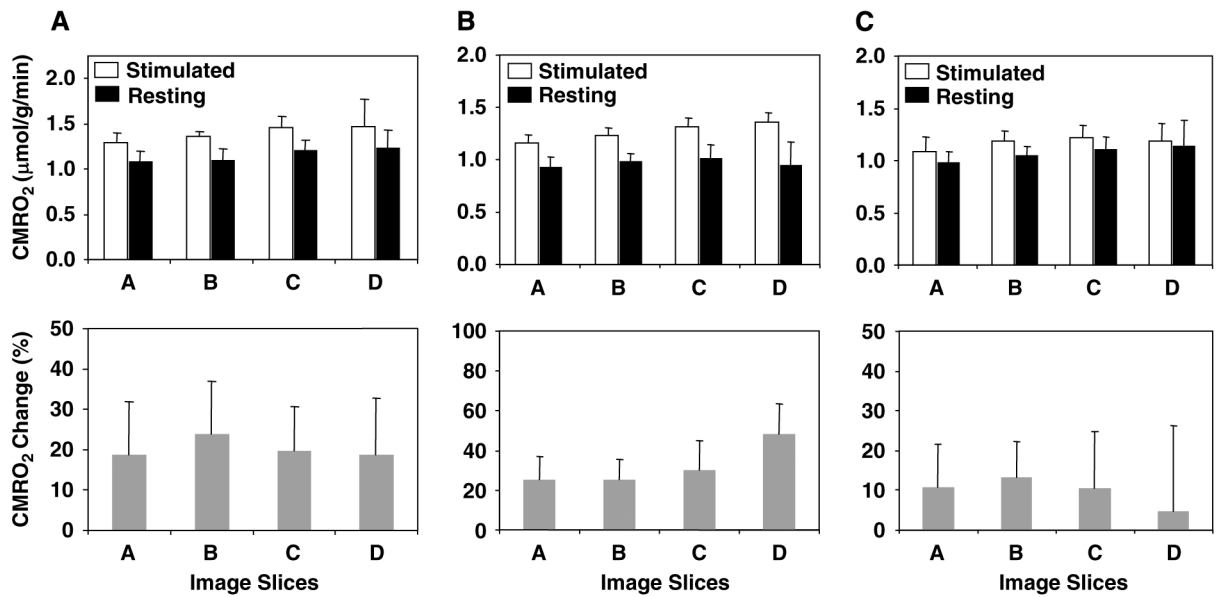 A
CMRO2 (μmol/g/min)
2.0
1.5
1.0
0.5
0.0
Stimulated
Resting
A B C D
B
2.0
1.5
1.0
0.5
0.0
Stimulated
Resting
A B C D
C
2.0
1.5
1.0
0.5
0.0
Stimulated
Resting
A B C D
CMRO2 Change (%)
50
40
30
20
10
0
A B C D
Image Slices
100
80
60
40
20
0
A B C D
Image Slices
50
40
30
20
10
0
A B C D
Image Slices